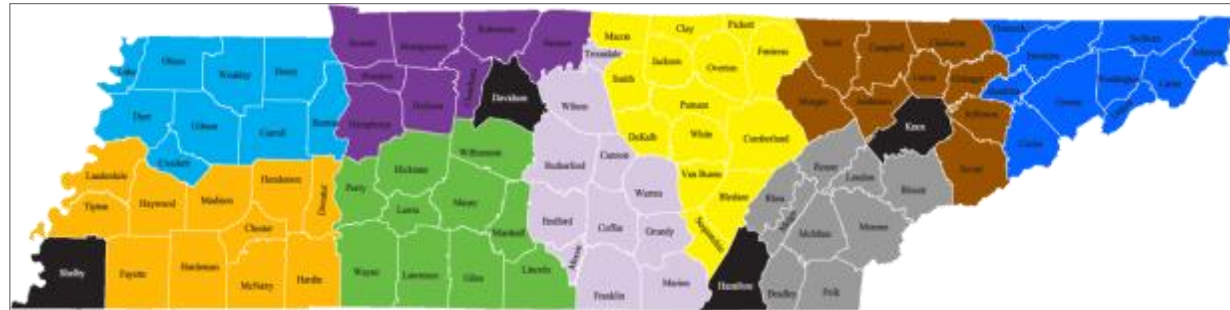 Lake
Obion
Weakley
Henry
Dyer
Gibson
Carroll
Benton
Crockett
Lauderdale
Tipton
Haywood
Madison
Henderson
Decatur
Chester
Shelby
Fayette
Hardeman
McNairy
Hardin
Stewart
Montgomery
Robertson
Sumner
Houston
Dickson
Cheatham
Humphreys
Davidson
Perry
Hickman
Williamson
Lewis
Maury
Marshall
Wayne
Lawrence
Giles
Lincoln
Trousdale
Wilson
Rutherford
Cannon
Warren
Bedford
Coffee
Grundy
Moore
Franklin
Marion
Macon
Clay
Pickett
Smith
Jackson
Overton
Fentress
Putnam
DeKalb
White
Cumberland
Van Buren
Bledsoe
Sequatchie
Hamilton
Scott
Campbell
Claiborne
Morgan
Anderson
Union
Grainger
Jefferson
Sevier
Knox
Roane
Loudon
Blount
Rhea
Meigs
McMinn
Monroe
Bradley
Polk
Hancock
Hawkins
Sullivan
Johnson
Hamblen
Greene
Washington
Carter
Unicoi
Cocke